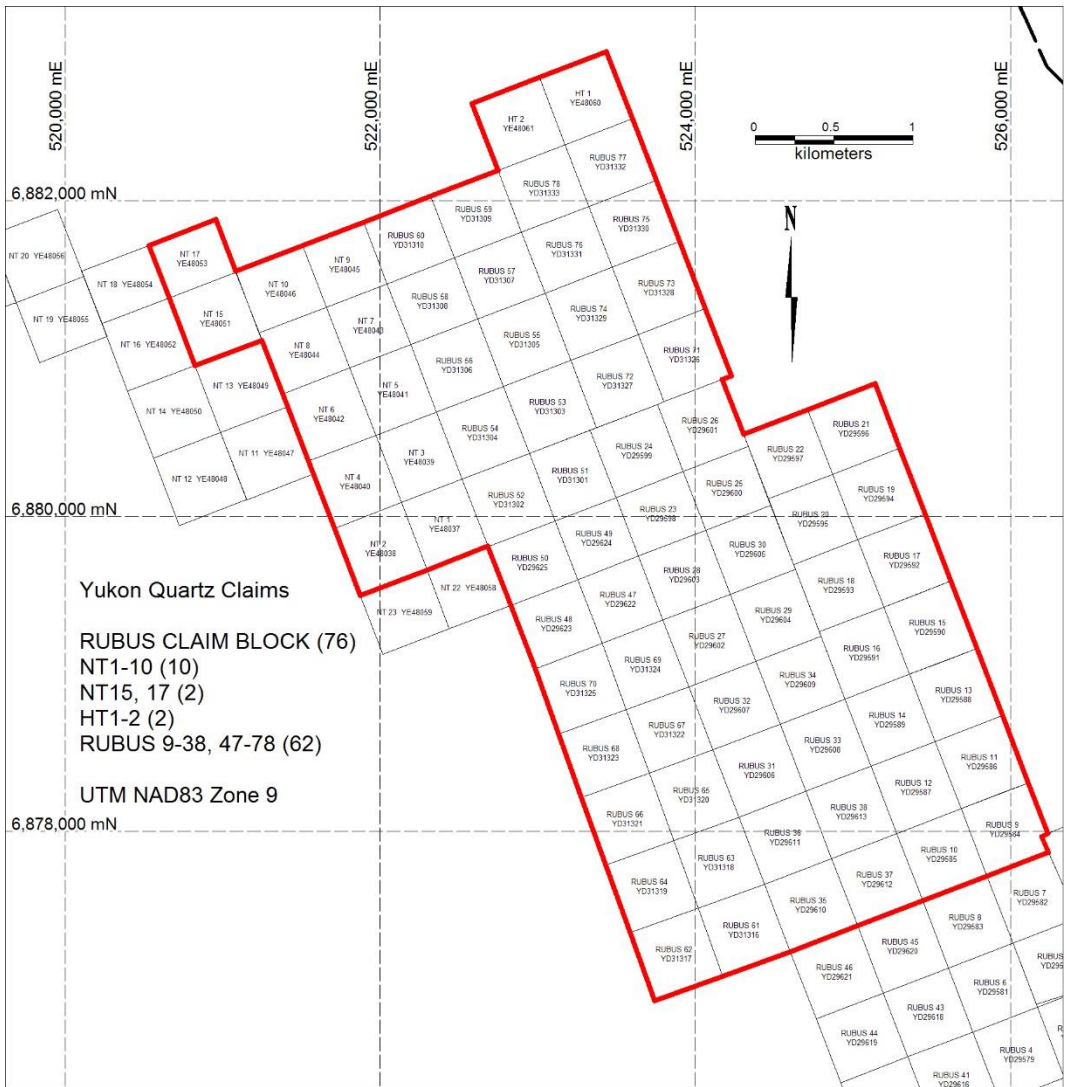 520,000 mE
522,000 mE
524,000 mE
526,000 mE
0 0.5 1
kilometers
N
6,882,000 mN
6,880,000 mN
6,878,000 mN
HT 1
YE48060
HT 2
YE48061
RUBUS 77
YD31332
RUBUS 78
YD31333
RUBUS 59
YD31309
RUBUS 60
YD31310
RUBUS 75
YD31330
RUBUS 76
YD31331
NT 20 YE48056
NT 18 YE48054
NT 17
YE48053
NT 10
YE48046
NT 9
YE48045
RUBUS 57
YD31307
RUBUS 58
YD31308
RUBUS 73
YD31328
RUBUS 74
YD31329
NT 19 YE48055
NT 16 YE48052
NT 15
YE48051
NT 8
YE48044
NT 7
YE48043
RUBUS 55
YD31305
RUBUS 56
YD31306
RUBUS 71
YD31326
RUBUS 72
YD31327
NT 14 YE48050
NT 13 YE48049
NT 6
YE48042
NT 5
YE48041
RUBUS 53
YD31303
RUBUS 54
YD31304
RUBUS 26
YD29601
RUBUS 24
YD29599
RUBUS 22
YD29597
RUBUS 21
YD29596
NT 12 YE48048
NT 11 YE48047
NT 4
YE48040
NT 3
YE48039
RUBUS 51
YD31301
RUBUS 52
YD31302
RUBUS 25
YD29600
RUBUS 23
YD29598
RUBUS 20
YD29595
RUBUS 19
YD29594
NT 2
YE48038
NT 1
YE48037
RUBUS 49
YD29624
RUBUS 50
YD29625
RUBUS 30
YD29605
RUBUS 28
YD29603
RUBUS 18
YD29593
RUBUS 17
YD29592
NT 23 YE48059
NT 22 YE48058
RUBUS 47
YD29622
RUBUS 48
YD29623
RUBUS 29
YD29604
RUBUS 27
YD29602
RUBUS 16
YD29591
RUBUS 15
YD29590
RUBUS 69
YD31324
RUBUS 70
YD31325
RUBUS 34
YD29609
RUBUS 32
YD29607
RUBUS 14
YD29589
RUBUS 13
YD29588
RUBUS 67
YD31322
RUBUS 68
YD31323
RUBUS 33
YD29608
RUBUS 31
YD29606
RUBUS 12
YD29587
RUBUS 11
YD29586
RUBUS 65
YD31320
RUBUS 66
YD31321
RUBUS 38
YD29613
RUBUS 36
YD29611
RUBUS 10
YD29585
RUBUS 9
YD29584
RUBUS 63
YD31318
RUBUS 64
YD31319
RUBUS 37
YD29612
RUBUS 35
YD29610
RUBUS 8
YD29583
RUBUS 7
YD29582
RUBUS 61
YD31316
RUBUS 62
YD31317
RUBUS 46
YD29621
RUBUS 45
YD29620
RUBUS 6
YD29581
RUBUS
RUBUS 44
YD29619
RUBUS 43
YD29618
RUBUS 4
YD29579
RUBUS 41
YD29616
Yukon Quartz Claims
RUBUS CLAIM BLOCK (76)
NT1-10 (10)
NT15, 17 (2)
HT1-2 (2)
RUBUS 9-38, 47-78 (62)
UTM NAD83 Zone 9